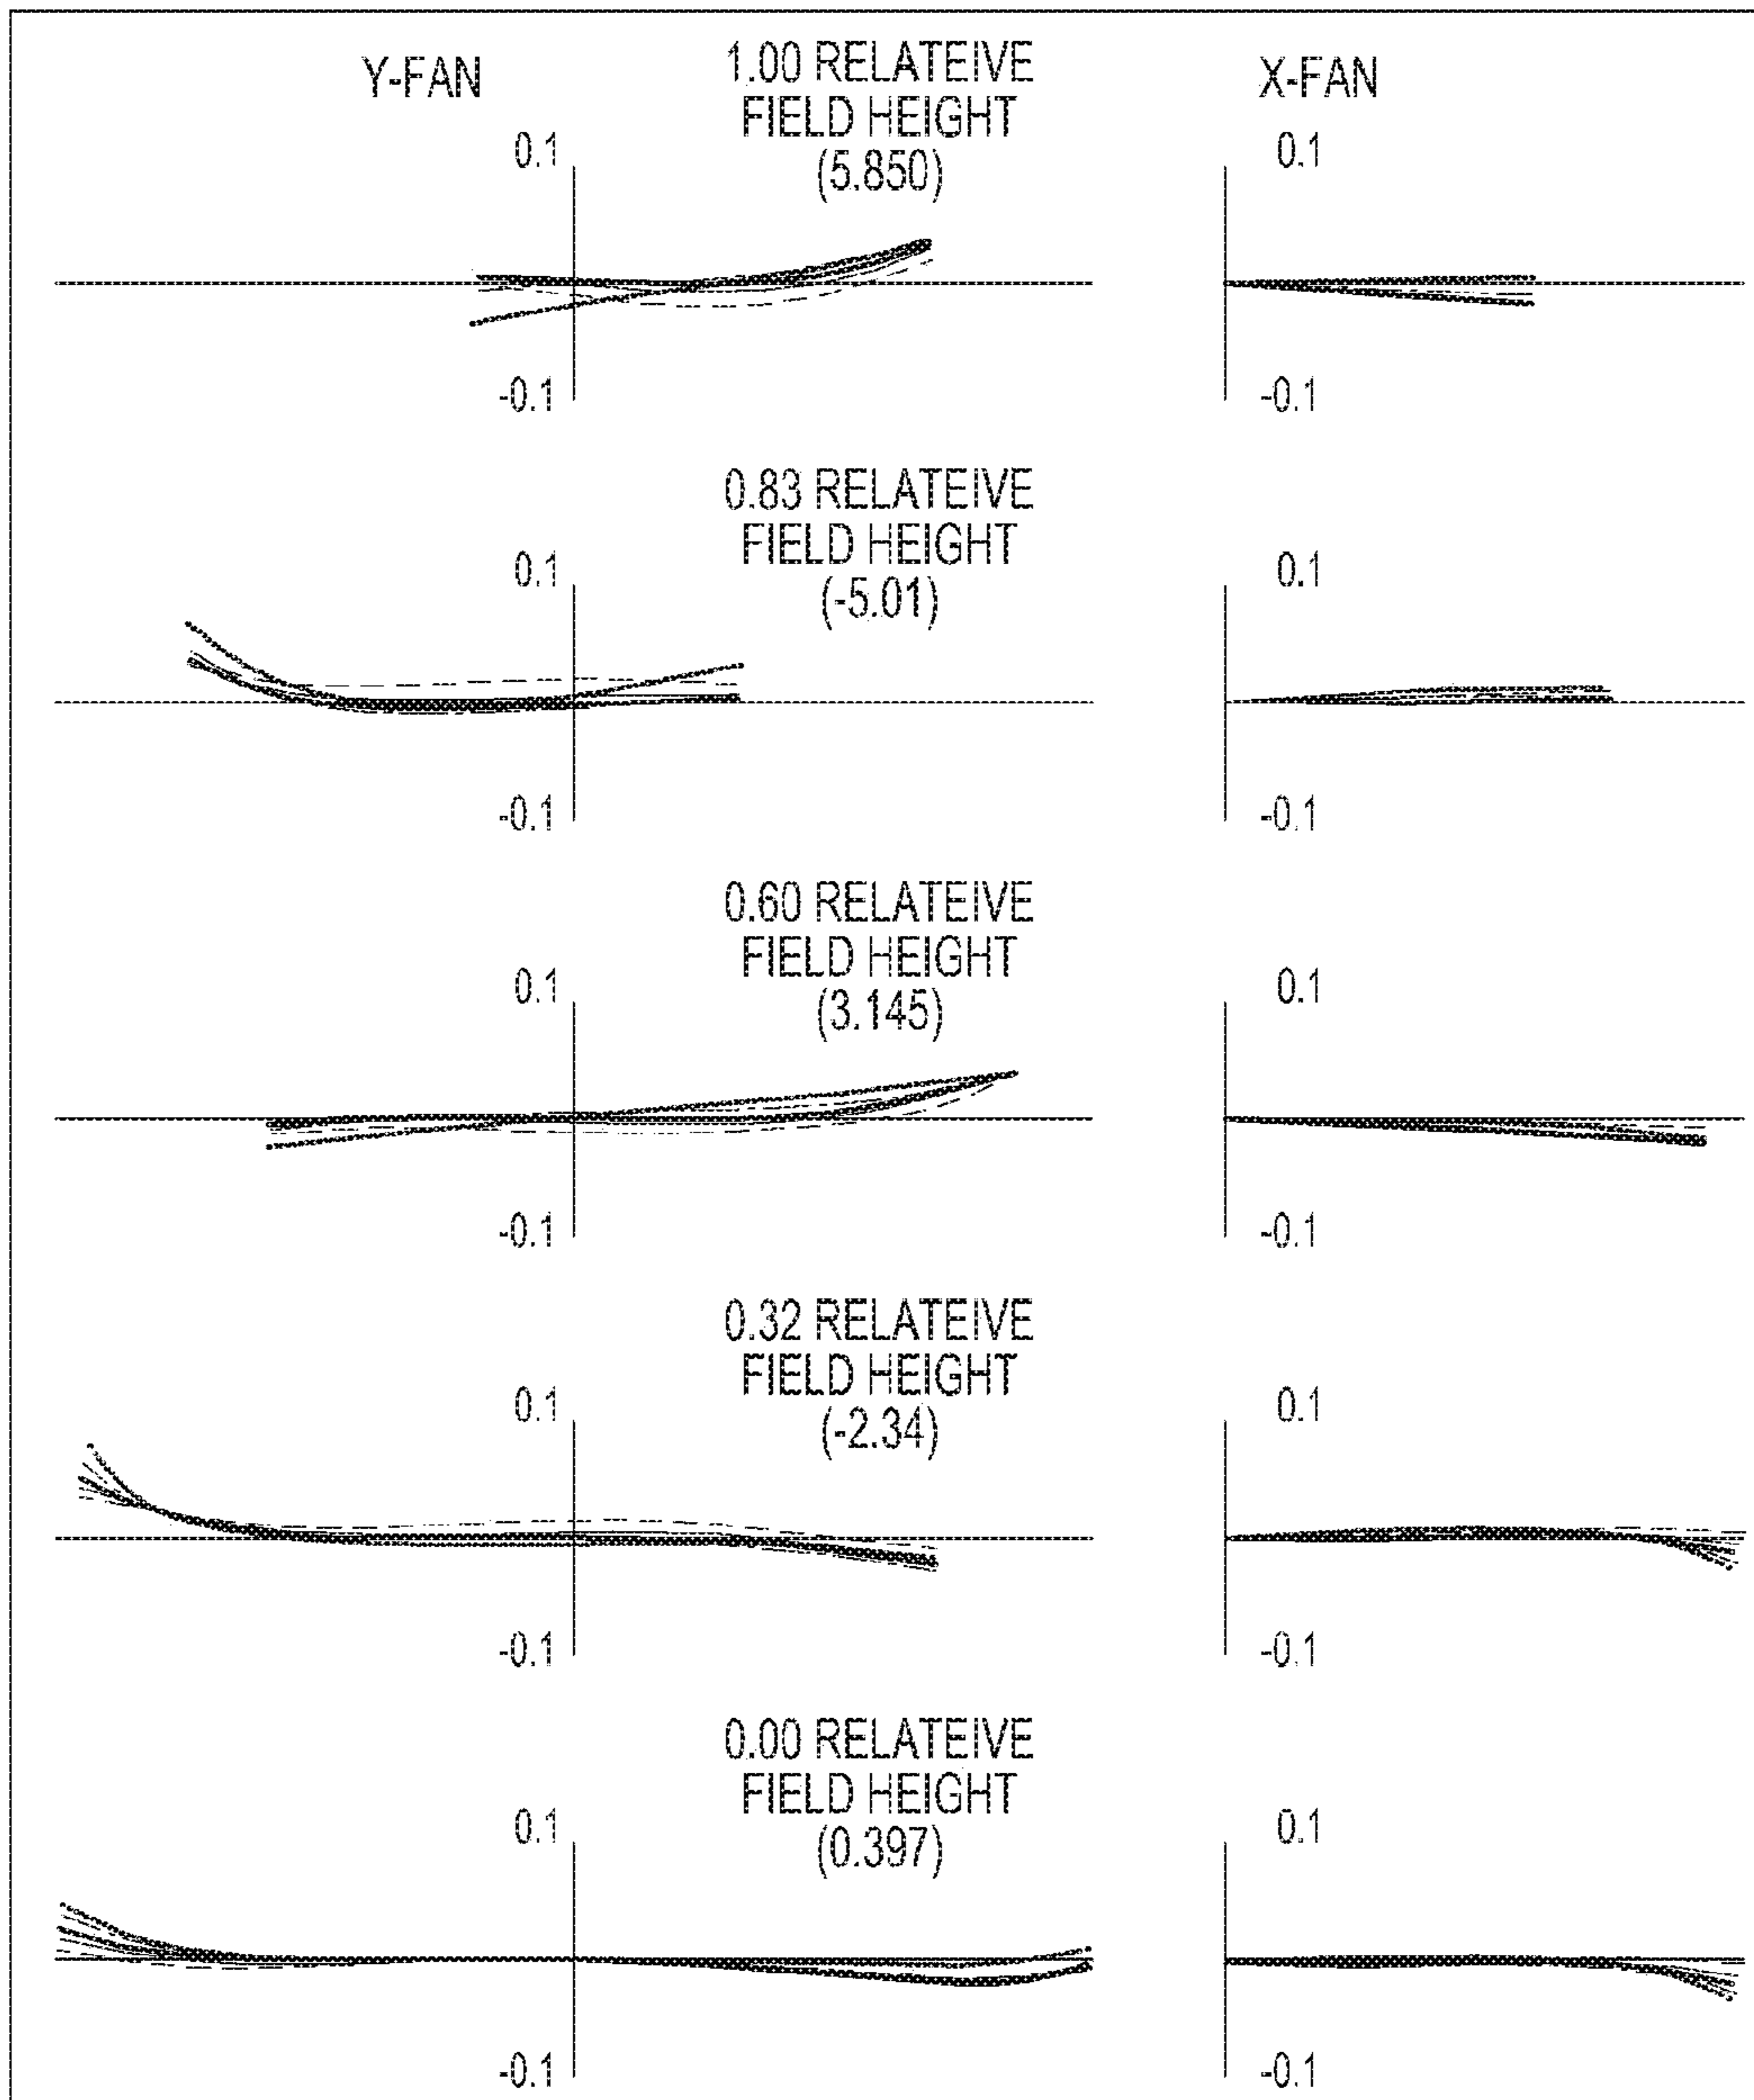 Y-FAN
1.00 RELATEIVE
FIELD HEIGHT
(5.850)
X-FAN
0.1
0.1
-0.1
-0.1
0.83 RELATEIVE
FIELD HEIGHT
(-5.01)
0.1
0.1
-0.1
-0.1
0.60 RELATEIVE
FIELD HEIGHT
(3.145)
0.1
0.1
-0.1
-0.1
0.32 RELATEIVE
FIELD HEIGHT
(-2.34)
0.1
0.1
-0.1
-0.1
0.00 RELATEIVE
FIELD HEIGHT
(0.397)
0.1
0.1
-0.1
-0.1